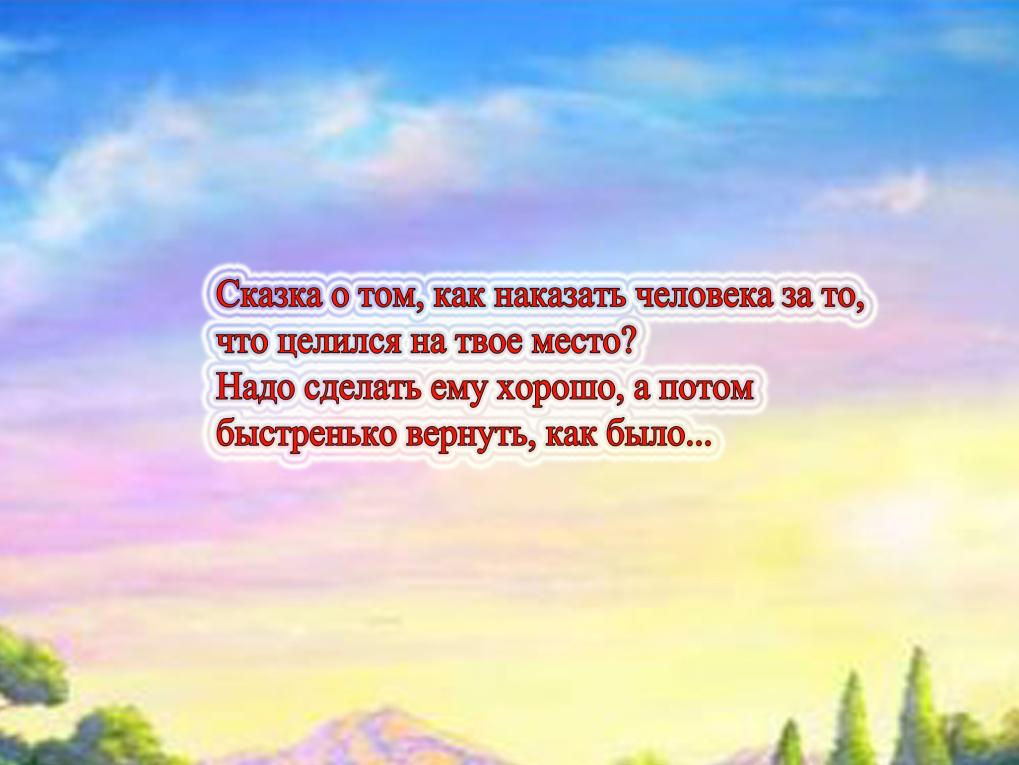 Сказка о том, как наказать человека за то,
что целился на твое место?
Надо сделать ему хорошо, а потом
быстренько вернуть, как было...